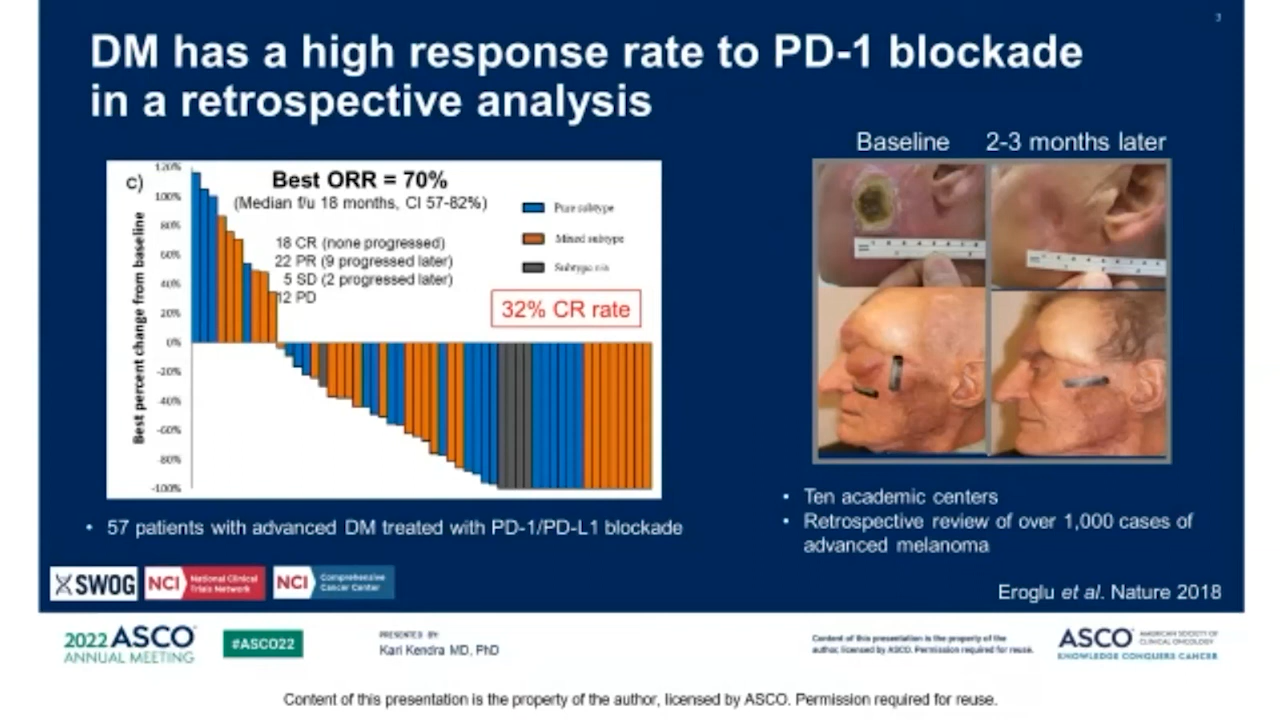 3
DM has a high response rate to PD-1 blockade
in a retrospective analysis
c)
Best ORR = 70%
(Median f/u 18 months, CI 57-82%)
18 CR (none progressed)
22 PR (9 progressed later)
5 SD (2 progressed later)
12 PD
Pure subtype
Mixed subtype
Subtype n/a
32% CR rate
Best percent change from baseline
120%
100%
80%
60%
40%
20%
0%
-20%
-40%
-60%
-80%
-100%
• 57 patients with advanced DM treated with PD-1/PD-L1 blockade
Baseline
2-3 months later
• Ten academic centers
• Retrospective review of over 1,000 cases of
advanced melanoma
Eroglu et al. Nature 2018
SWOG
NCI National Clinical
Trials Network
NCI Comprehensive
Cancer Center
2022 ASCO
ANNUAL MEETING
#ASCO22
PRESENTED BY:
Kari Kendra MD, PhD
Content of this presentation is the property of the
author, licensed by ASCO. Permission required for reuse.
ASCO AMERICAN SOCIETY OF
CLINICAL ONCOLOGY
KNOWLEDGE CONQUERS CANCER
Content of this presentation is the property of the author, licensed by ASCO. Permission required for reuse.